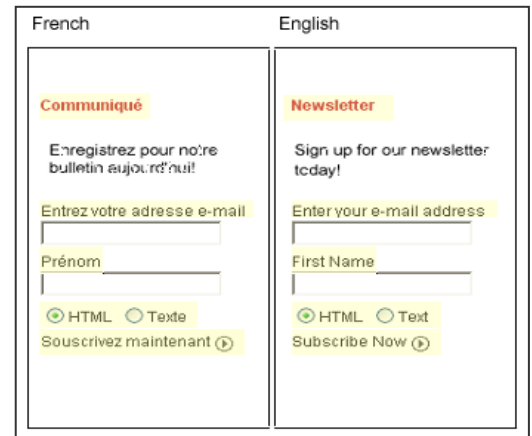 French
English
Communiqué
Enregistrez pour notre
bulletin aujourd'hui!
Entrez votre adresse e-mail
Prénom
HTML Texte
Souscrivez maintenant
Newsletter
Sign up for our newsletter
today!
Enter your e-mail address
First Name
HTML Text
Subscribe Now